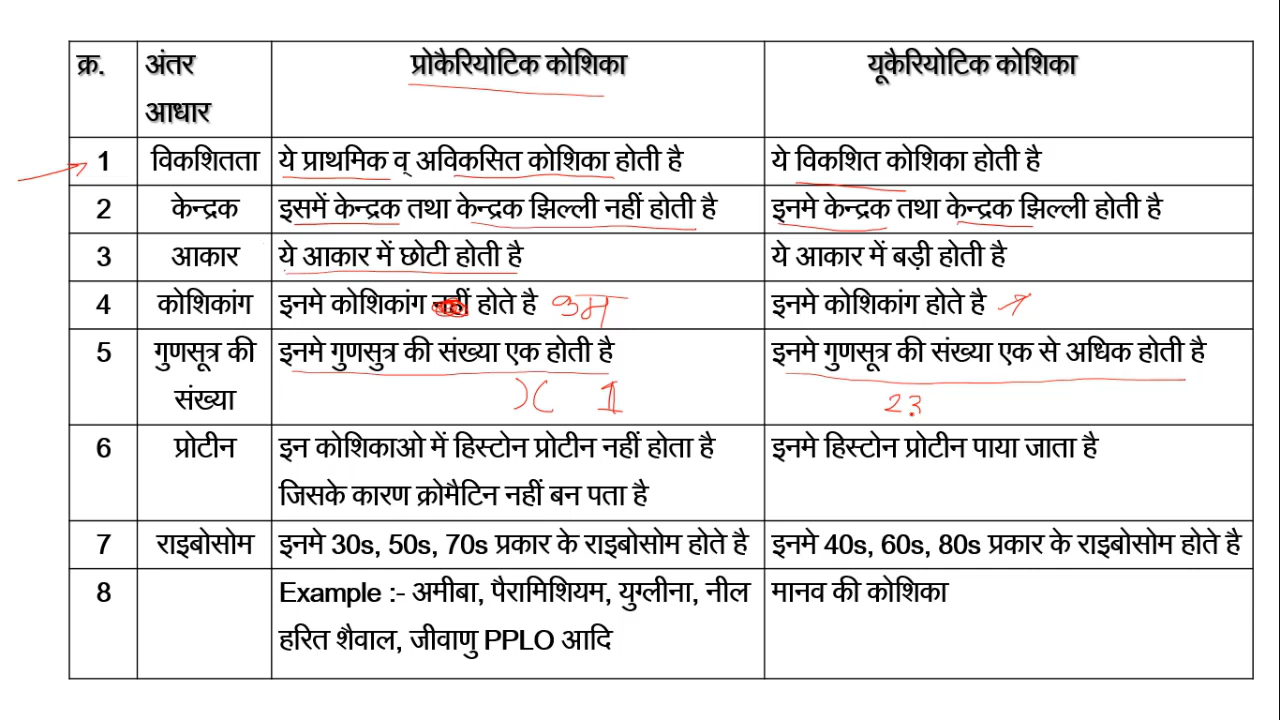 क्र. अंतर प्रोकैरियोटिक कोशिका यूकैरियोटिक कोशिका
आधार
1 विकशितता ये प्राथमिक व् अविकसित कोशिका होती है ये विकशित कोशिका होती है
2 केन्द्रक इसमें केन्द्रक तथा केन्द्रक झिल्ली नहीं होती है इनमे केन्द्रक तथा केन्द्रक झिल्ली होती है
3 आकार ये आकार में छोटी होती है ये आकार में बड़ी होती है
4 कोशिकांग इनमे कोशिकांग नहीं होते है कम इनमे कोशिकांग होते है
5 गुणसूत्र की इनमे गुणसुत्र की संख्या एक होती है इनमे गुणसूत्र की संख्या एक से अधिक होती है
संख्या 1 23
6 प्रोटीन इन कोशिकाओ में हिस्टोन प्रोटीन नहीं होता है इनमे हिस्टोन प्रोटीन पाया जाता है
जिसके कारण क्रोमैटिन नहीं बन पता है
7 राइबोसोम इनमे 30s, 50s, 70s प्रकार के राइबोसोम होते है इनमे 40s, 60s, 80s प्रकार के राइबोसोम होते है
8 Example :- अमीबा, पैरामिशियम, युग्लीना, नील मानव की कोशिका
हरित शैवाल, जीवाणु PPLO आदि